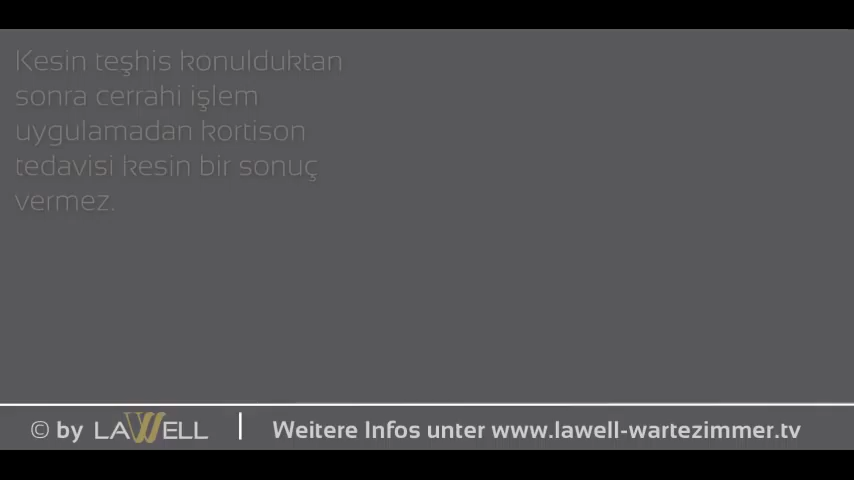 Kesin teşhis konulduktan
sonra cerrahi işlem
uygulamadan kortison
tedavisi kesin bir sonuç
vermez.
© by LAWELL | Weitere Infos unter www.lawell-wartezimmer.tv